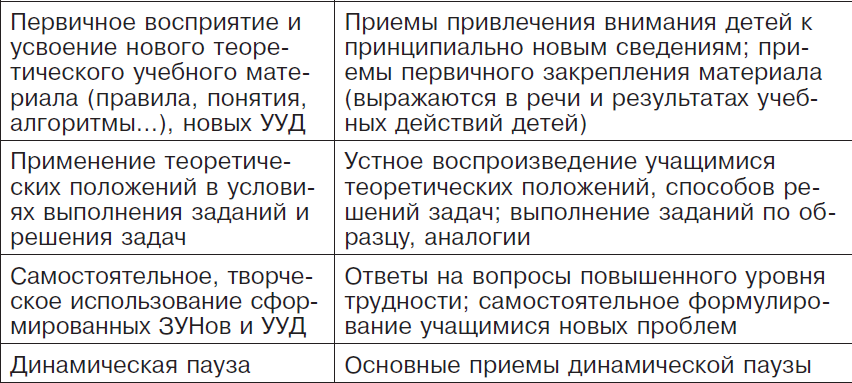 Первичное восприятие и
усвоение нового теоре-
тического учебного мате-
риала (правила, понятия,
алгоритмы...), новых УУД
Приемы привлечения внимания детей к
принципиально новым сведениям; при-
емы первичного закрепления материала
(выражаются в речи и результатах учеб-
ных действий детей)
Применение теоретиче-
ских положений в услови-
ях выполнения заданий и
решения задач
Устное воспроизведение учащимися
теоретических положений, способов ре-
шений задач; выполнение заданий по об-
разцу, аналогии
Самостоятельное, творче-
ское использование сфор-
мированных ЗУНов и УУД
Ответы на вопросы повышенного уровня
трудности; самостоятельное формулиро-
вание учащимися новых проблем
Динамическая пауза
Основные приемы динамической паузы